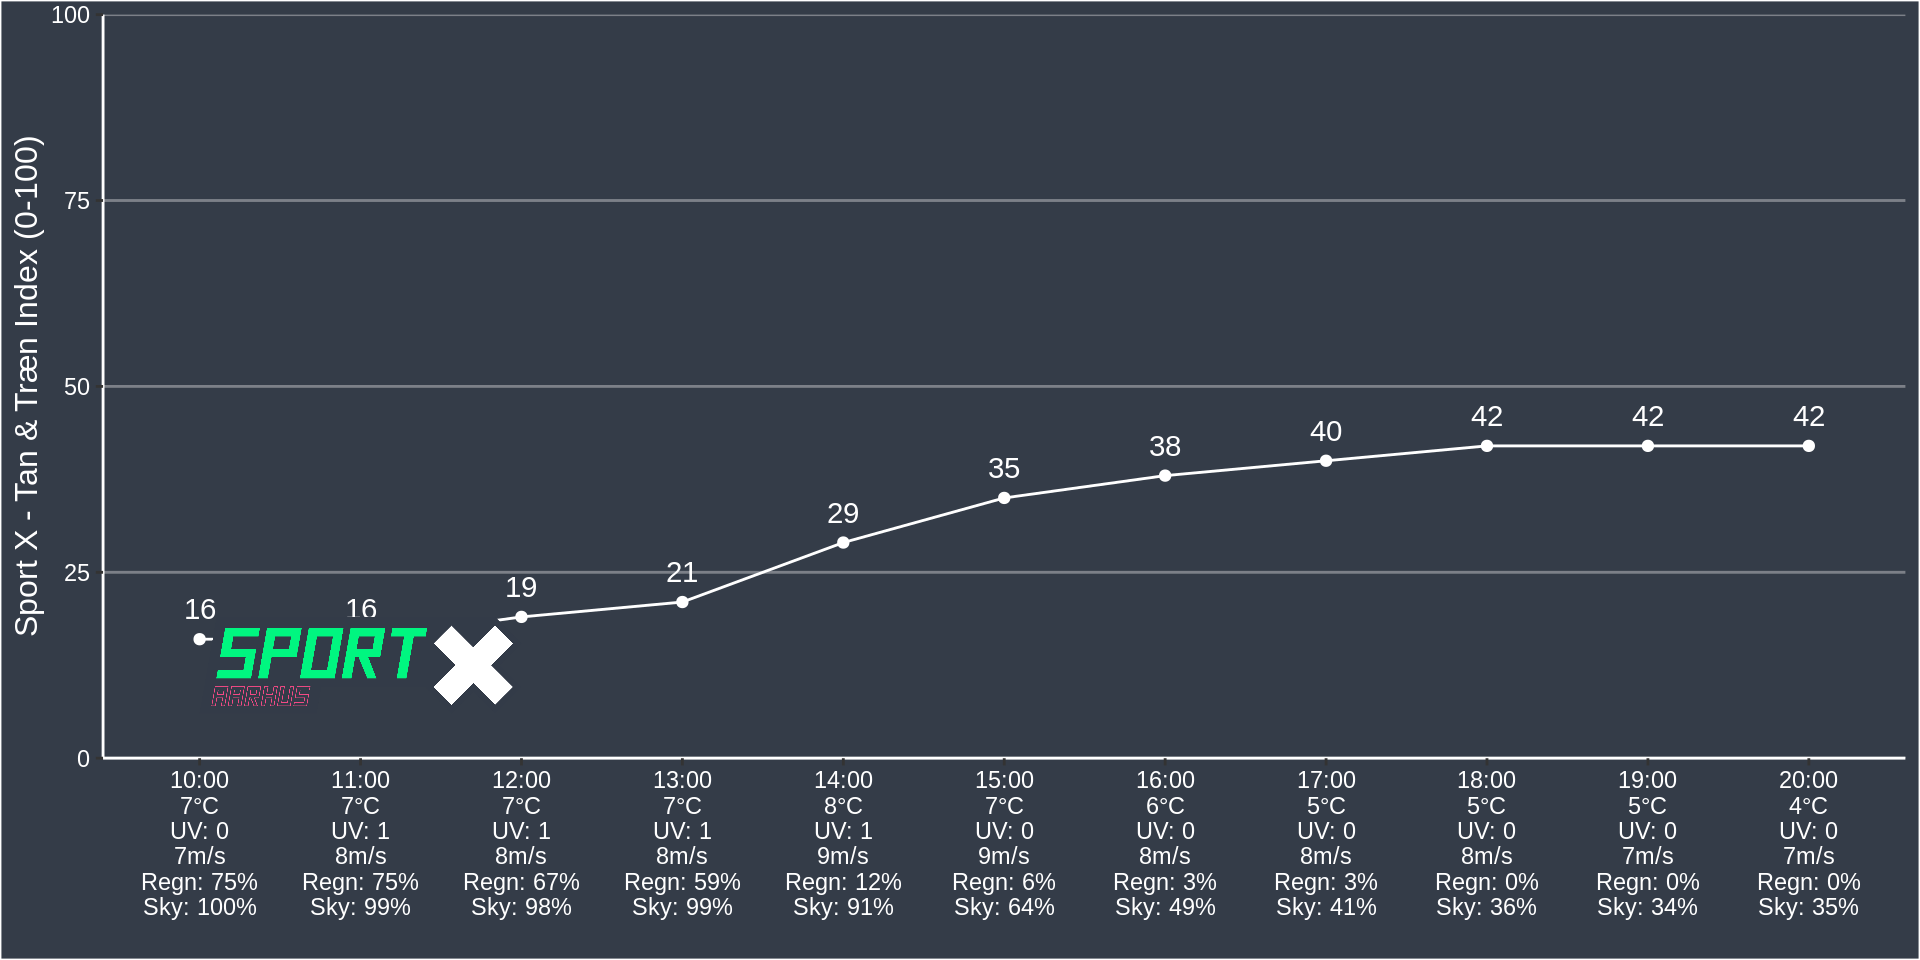 Sport X - Tan & Træn Index (0-100)
100
75
50
25
0
16
16
19
21
29
35
38
40
42
42
42
SPORT X
AARHUS
10:00 11:00 12:00 13:00 14:00 15:00 16:00 17:00 18:00 19:00 20:00
7°C 7°C 7°C 7°C 8°C 7°C 6°C 5°C 5°C 5°C 4°C
UV: 0 UV: 1 UV: 1 UV: 1 UV: 1 UV: 0 UV: 0 UV: 0 UV: 0 UV: 0 UV: 0
7m/s 8m/s 8m/s 8m/s 9m/s 9m/s 8m/s 8m/s 8m/s 7m/s 7m/s
Regn: 75% Regn: 75% Regn: 67% Regn: 59% Regn: 12% Regn: 6% Regn: 3% Regn: 3% Regn: 0% Regn: 0% Regn: 0%
Sky: 100% Sky: 99% Sky: 98% Sky: 99% Sky: 91% Sky: 64% Sky: 49% Sky: 41% Sky: 36% Sky: 34% Sky: 35%